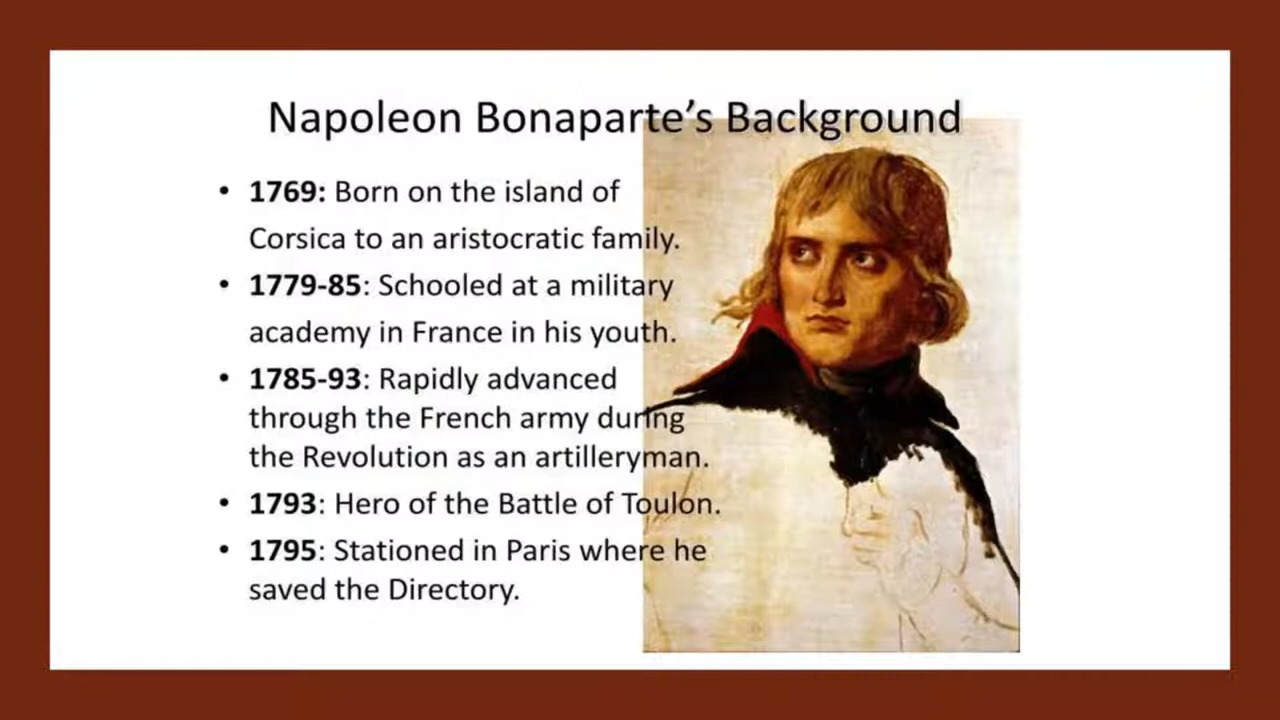 Napoleon Bonaparte’s Background
• 1769: Born on the island of
Corsica to an aristocratic family.
• 1779-85: Schooled at a military
academy in France in his youth.
• 1785-93: Rapidly advanced
through the French army during
the Revolution as an artilleryman.
• 1793: Hero of the Battle of Toulon.
• 1795: Stationed in Paris where he
saved the Directory.